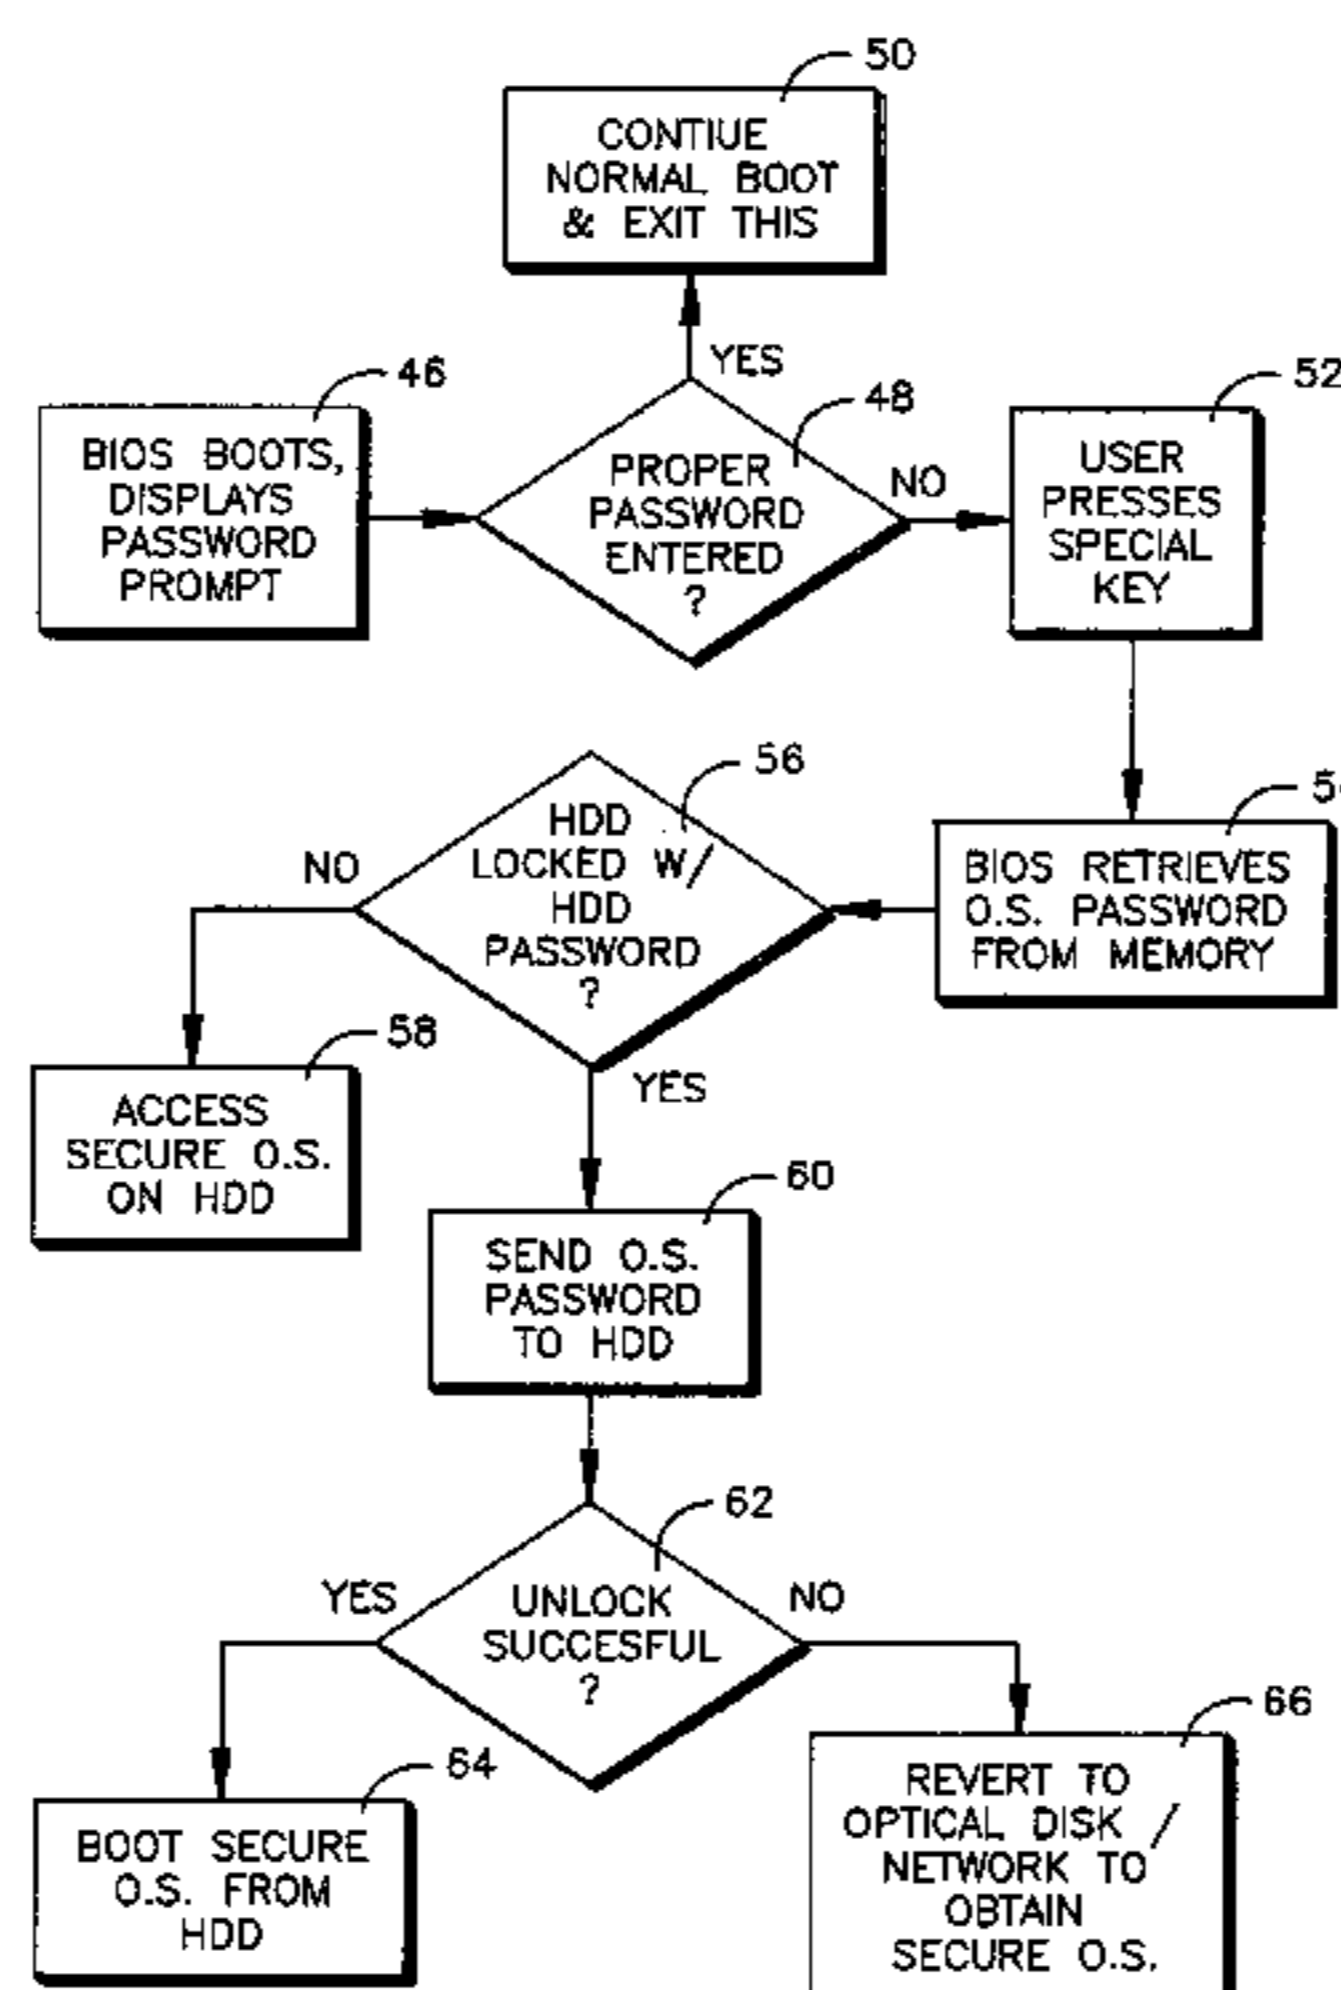 50
CONTIUE
NORMAL BOOT
& EXIT THIS
YES
46
BIOS BOOTS,
DISPLAYS
PASSWORD
PROMPT
48
PROPER
PASSWORD
ENTERED
?
NO
52
USER
PRESSES
SPECIAL
KEY
56
HDD
LOCKED W/
HDD
PASSWORD
?
NO
YES
BIOS RETRIEVES
O.S. PASSWORD
FROM MEMORY
58
ACCESS
SECURE O.S.
ON HDD
60
SEND O.S.
PASSWORD
TO HDD
62
UNLOCK
SUCCESFUL
?
YES
NO
64
BOOT SECURE
O.S. FROM
HDD
66
REVERT TO
OPTICAL DISK /
NETWORK TO
OBTAIN
SECURE O.S.